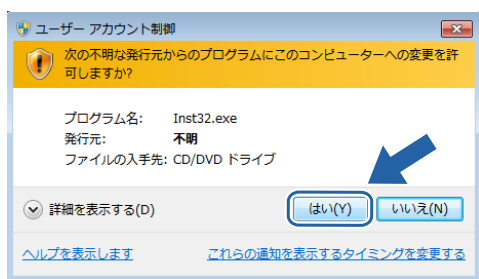 ユーザー アカウント制御
次の不明な発行元からのプログラムにこのコンピューターへの変更を許
可しますか?
プログラム名: Inst32.exe
発行元: 不明
ファイルの入手先: CD/DVD ドライブ
詳細を表示する(D)
はい(Y)
いいえ(N)
ヘルプを表示します
これらの通知を表示するタイミングを変更する